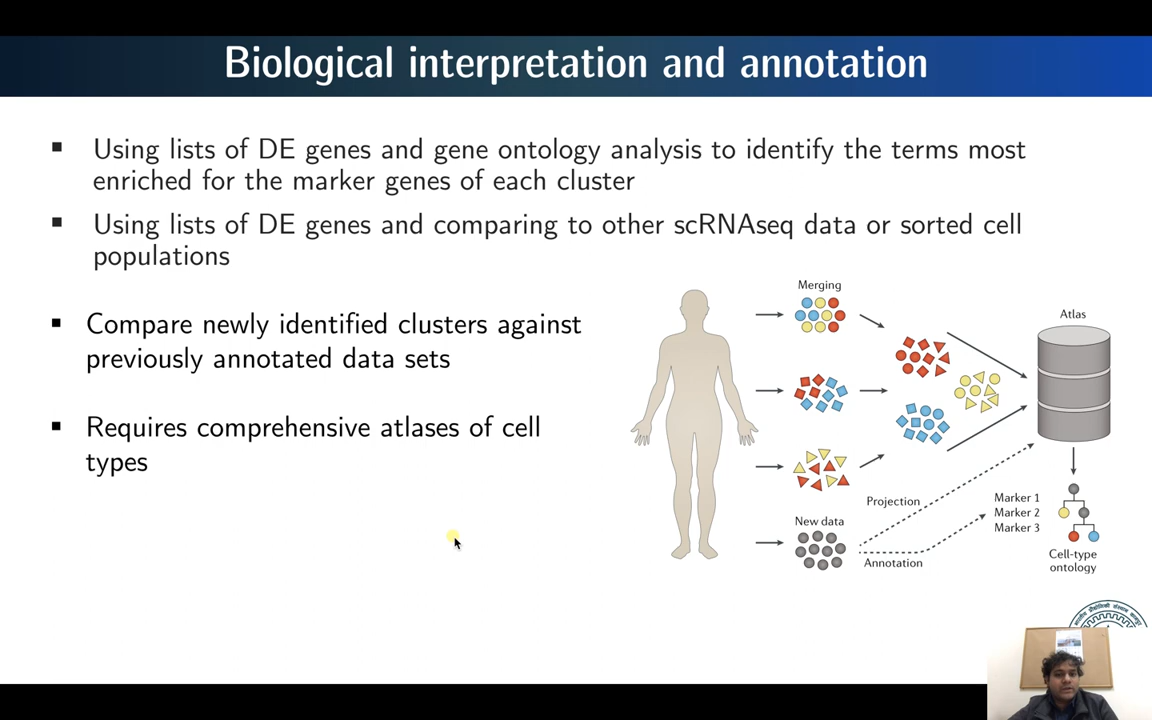 Biological interpretation and annotation
▪ Using lists of DE genes and gene ontology analysis to identify the terms most
enriched for the marker genes of each cluster
▪ Using lists of DE genes and comparing to other scRNAseq data or sorted cell
populations
▪ Compare newly identified clusters against
previously annotated data sets
▪ Requires comprehensive atlases of cell
types
Merging
Atlas
Projection
New data
Annotation
Marker 1
Marker 2
Marker 3
Cell-type
ontology